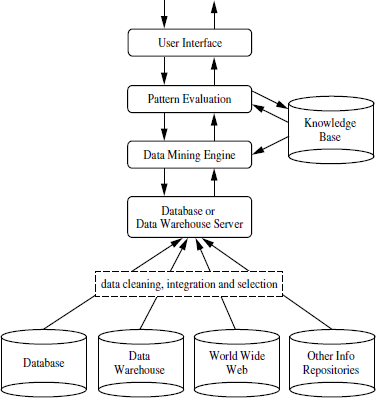 User Interface
Pattern Evaluation
Knowledge
Base
Data Mining Engine
Database or
Data Warehouse Server
data cleaning, integration and selection
Database
Data
Warehouse
World Wide
Web
Other Info
Repositories